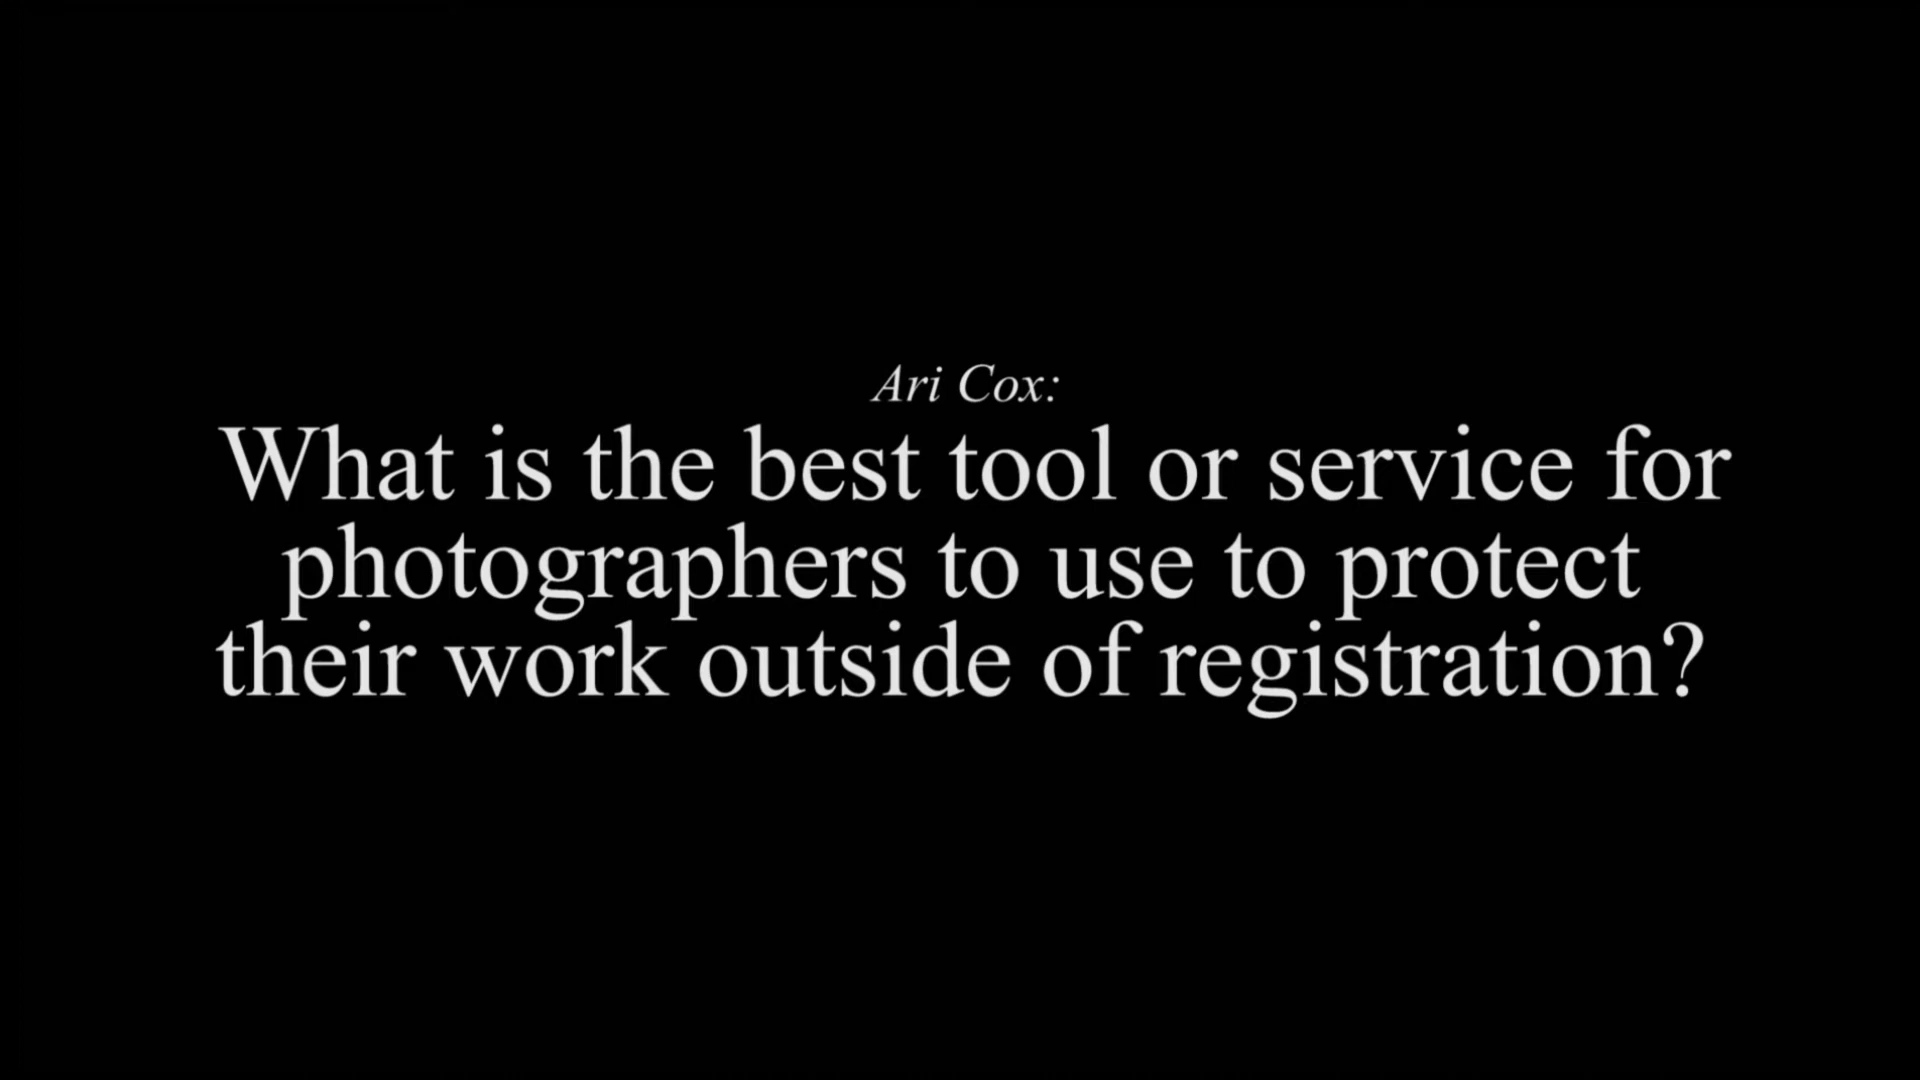 Ari Cox:
What is the best tool or service for
photographers to use to protect
their work outside of registration?